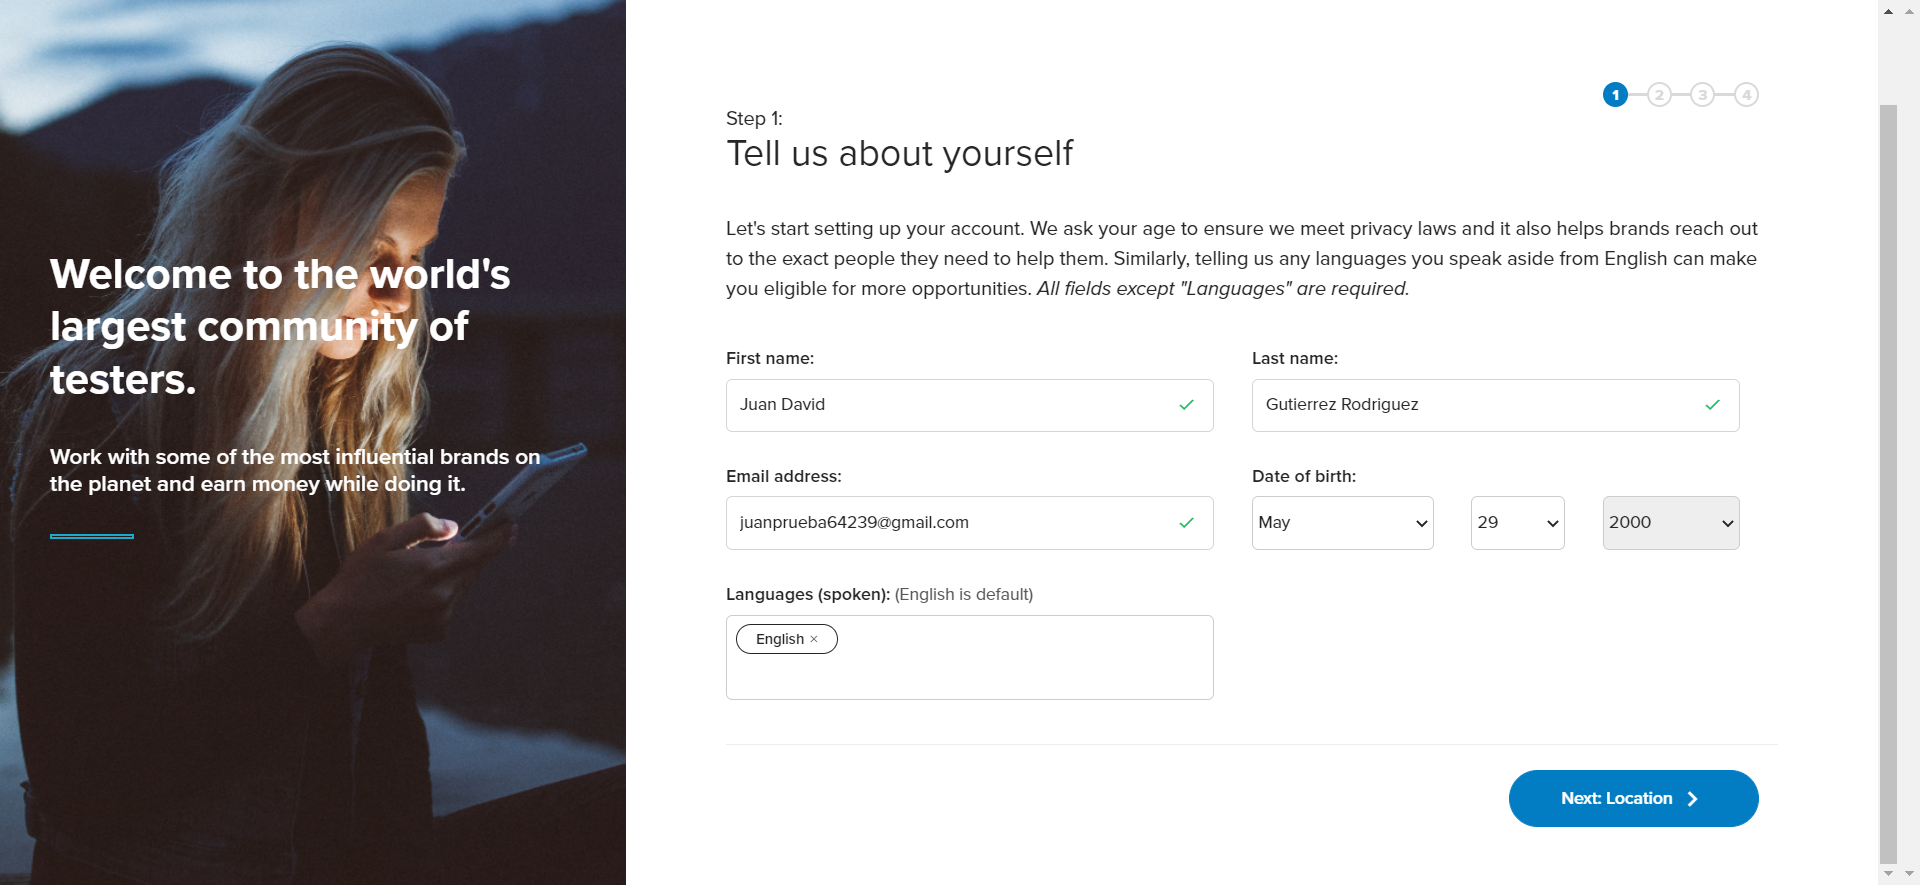 Welcome to the world's
largest community of
testers.
Work with some of the most influential brands on
the planet and earn money while doing it.
1 2 3 4
Step 1:
Tell us about yourself
Let's start setting up your account. We ask your age to ensure we meet privacy laws and it also helps brands reach out
to the exact people they need to help them. Similarly, telling us any languages you speak aside from English can make
you eligible for more opportunities. All fields except "Languages" are required.
First name:
Last name:
Juan David
Gutierrez Rodriguez
Email address:
Date of birth:
juanprueba64239@gmail.com
May
29
2000
Languages (spoken): (English is default)
English ×
Next: Location